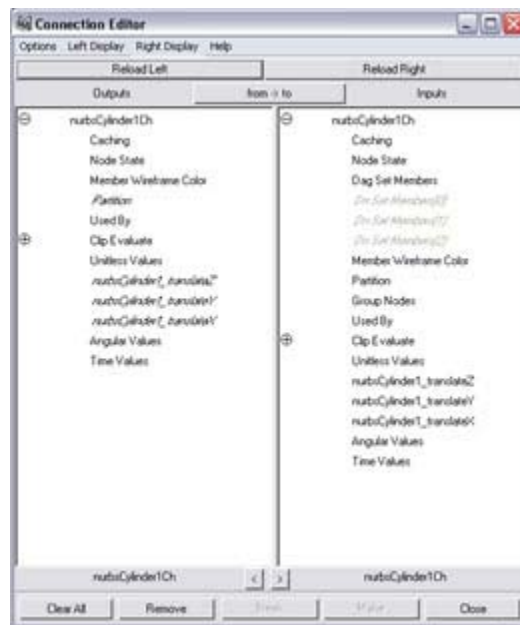 Connection Editor
Options Left Display Right Display Help
Reload Left Reload Right
Outputs from -> to Inputs
nurbsCylinder1Ch
Caching
Node State
Member Wireframe Color
Partition
Used By
Clip Evaluate
Unitless Values
nurbsCylinder1_translateZ
nurbsCylinder1_translateY
Angular Values
Time Values
nurbsCylinder1Ch
Caching
Node State
Dag Set Members
Member Wireframe Color
Partition
Group Nodes
Used By
Clip Evaluate
Unitless Values
nurbsCylinder1_translateZ
nurbsCylinder1_translateY
nurbsCylinder1_translateX
Angular Values
Time Values
nurbsCylinder1Ch < > nurbsCylinder1Ch
Clear All Remove Close